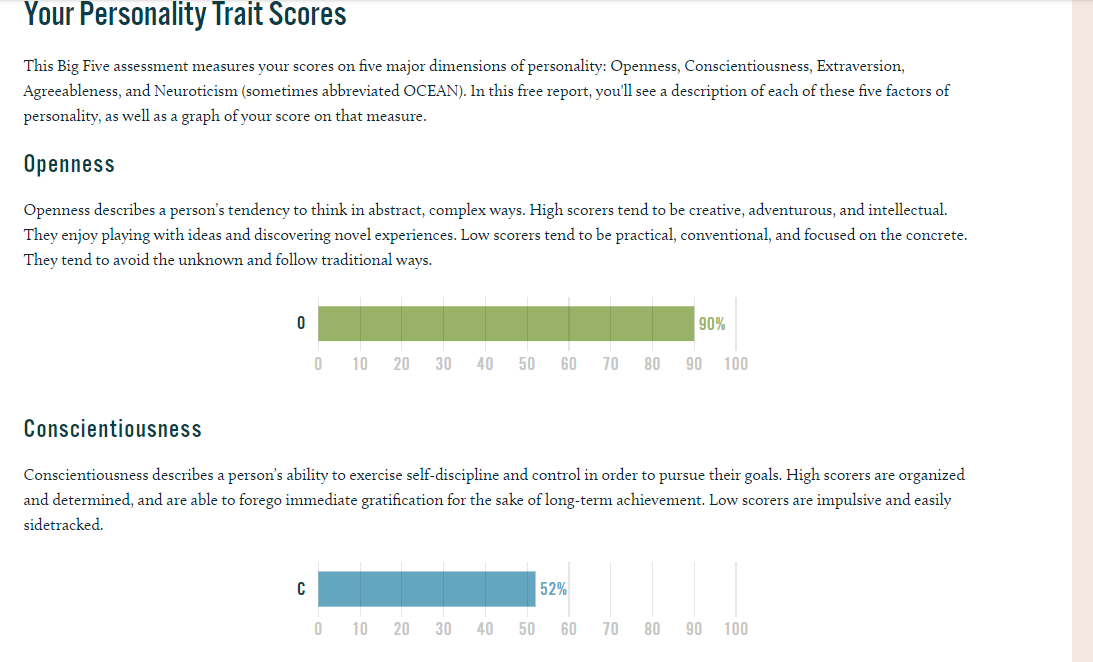 Your Personality Trait Scores
This Big Five assessment measures your scores on five major dimensions of personality: Openness, Conscientiousness, Extraversion,
Agreeableness, and Neuroticism (sometimes abbreviated OCEAN). In this free report, you'll see a description of each of these five factors of
personality, as well as a graph of your score on that measure.
Openness
Openness describes a person’s tendency to think in abstract, complex ways. High scorers tend to be creative, adventurous, and intellectual.
They enjoy playing with ideas and discovering novel experiences. Low scorers tend to be practical, conventional, and focused on the concrete.
They tend to avoid the unknown and follow traditional ways.
O 90%
0 10 20 30 40 50 60 70 80 90 100
Conscientiousness
Conscientiousness describes a person’s ability to exercise self-discipline and control in order to pursue their goals. High scorers are organized
and determined, and are able to forego immediate gratification for the sake of long-term achievement. Low scorers are impulsive and easily
sidetracked.
C 52%
0 10 20 30 40 50 60 70 80 90 100